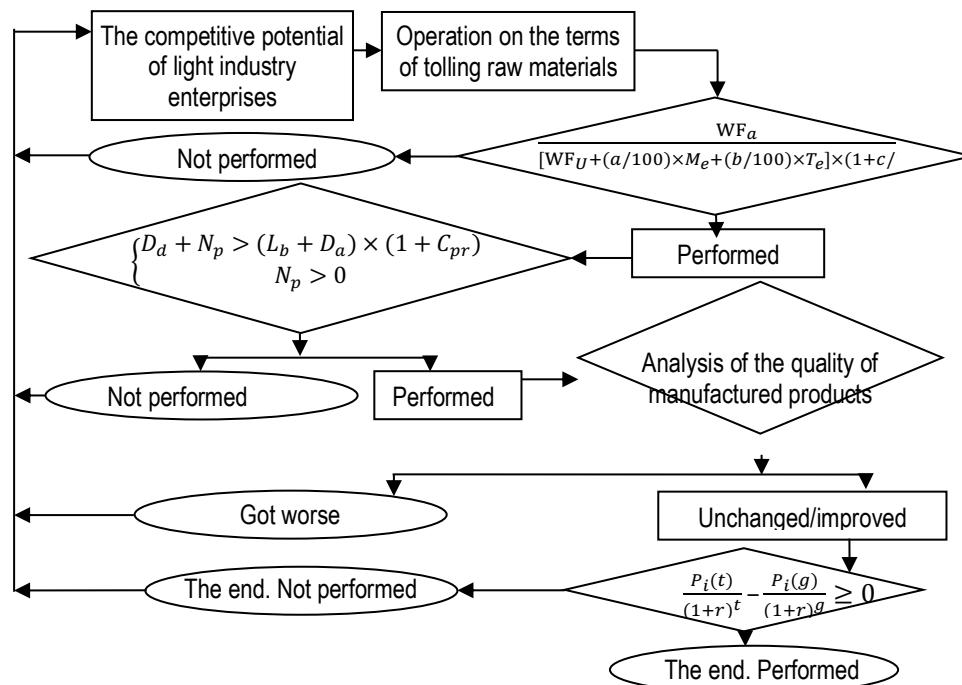 The competitive potential
of light industry
enterprises
Operation on the terms
of tolling raw materials
WF_a
[WF_U+(a/100)×M_e+(b/100)×T_e]×(1+c/
Not performed
Performed
{D_d + N_p > (L_b + D_a) × (1 + C_pr)
N_p > 0
Analysis of the quality of
manufactured products
Not performed
Performed
Got worse
Unchanged/improved
The end. Not performed
P_i(t)/(1+r)^t − P_i(g)/(1+r)^g ≥ 0
The end. Performed